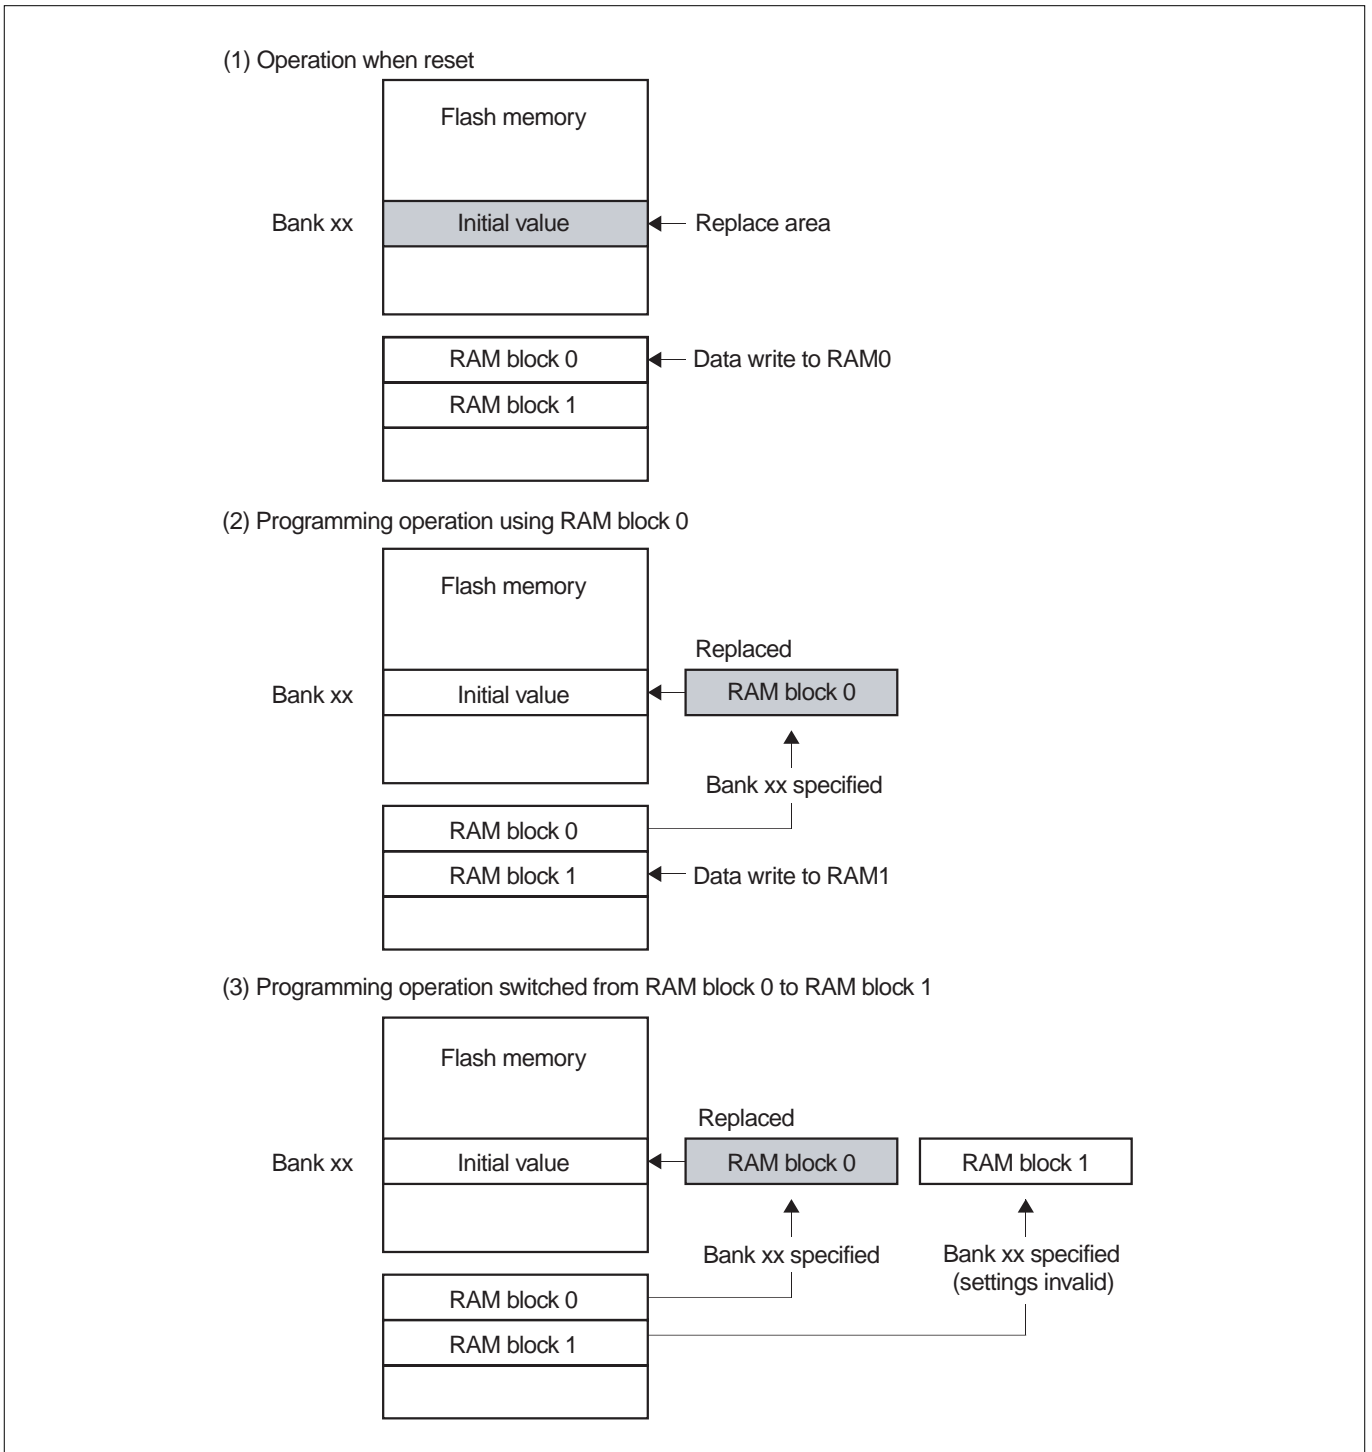 (1) Operation when reset
Flash memory
Bank xx
Initial value
Replace area
RAM block 0
Data write to RAM0
RAM block 1
(2) Programming operation using RAM block 0
Flash memory
Replaced
Bank xx
Initial value
RAM block 0
Bank xx specified
RAM block 0
RAM block 1
Data write to RAM1
(3) Programming operation switched from RAM block 0 to RAM block 1
Flash memory
Replaced
Bank xx
Initial value
RAM block 0
RAM block 1
Bank xx specified
Bank xx specified
(settings invalid)
RAM block 0
RAM block 1